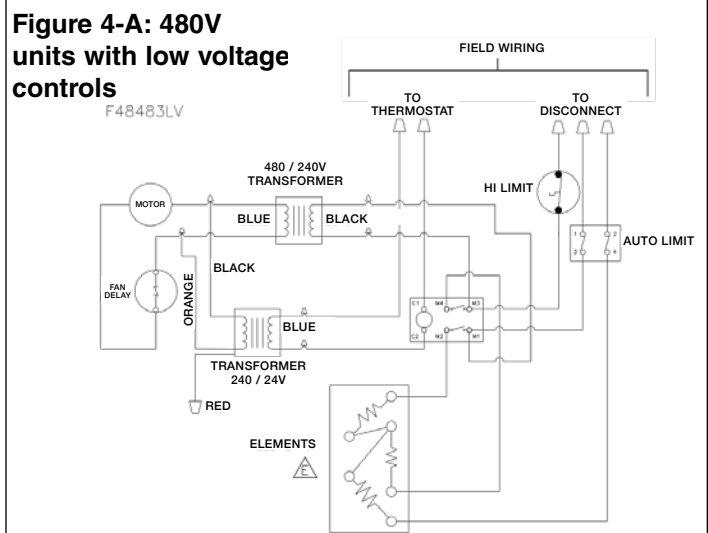 Figure 4-A: 480V
units with low voltage
controls
F48483LV
FIELD WIRING
TO
THERMOSTAT
TO
DISCONNECT
480 / 240V
TRANSFORMER
HI LIMIT
MOTOR
BLUE
BLACK
1
2
3
4
AUTO LIMIT
BLACK
FAN
DELAY
ORANGE
C1
M4
M3
BLUE
C2
M2
M1
TRANSFORMER
240 / 24V
RED
ELEMENTS
E